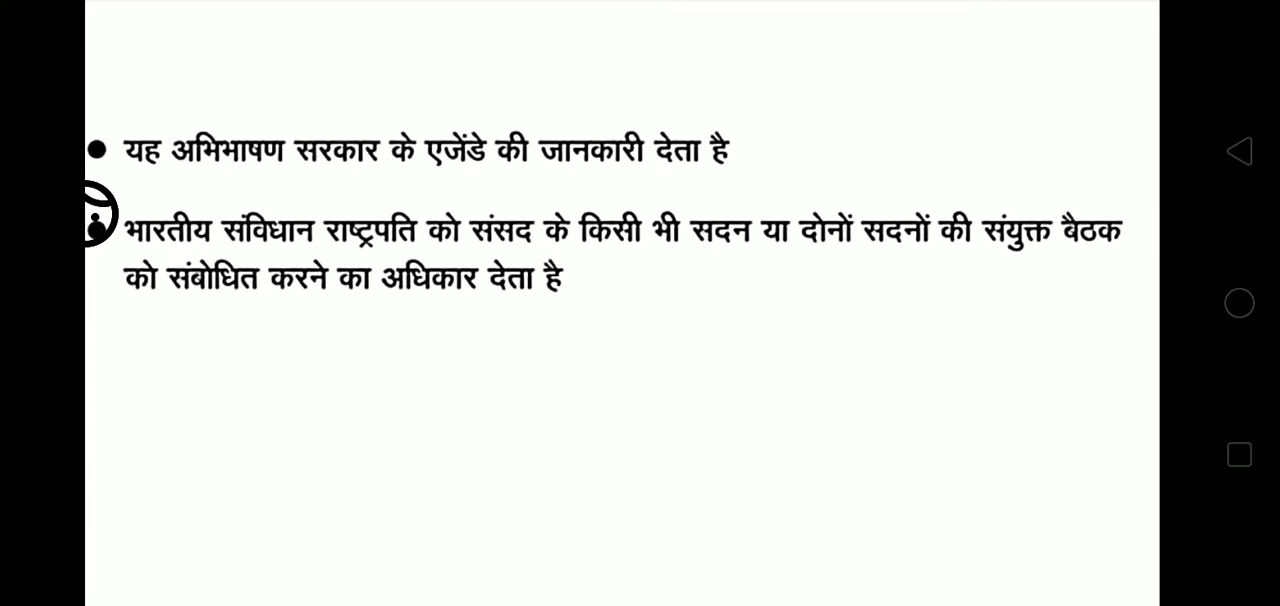 ● यह अभिभाषण सरकार के एजेंडे की जानकारी देता है
● भारतीय संविधान राष्ट्रपति को संसद के किसी भी सदन या दोनों सदनों की संयुक्त बैठक
को संबोधित करने का अधिकार देता है